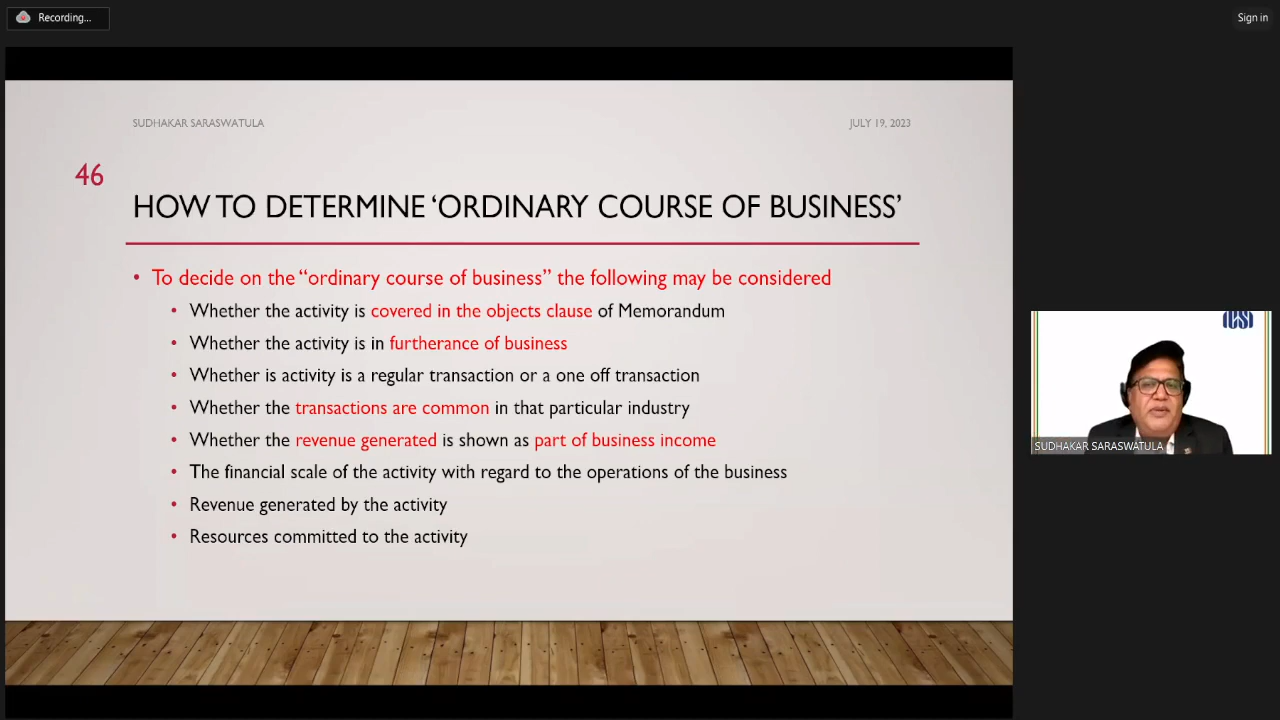 Recording...
Sign in
SUDHAKAR SARASWATULA
JULY 19, 2023
46
HOW TO DETERMINE ‘ORDINARY COURSE OF BUSINESS’
• To decide on the “ordinary course of business” the following may be considered
• Whether the activity is covered in the objects clause of Memorandum
• Whether the activity is in furtherance of business
• Whether is activity is a regular transaction or a one off transaction
• Whether the transactions are common in that particular industry
• Whether the revenue generated is shown as part of business income
• The financial scale of the activity with regard to the operations of the business
• Revenue generated by the activity
• Resources committed to the activity
ICSI
SUDHAKAR SARASWATULA